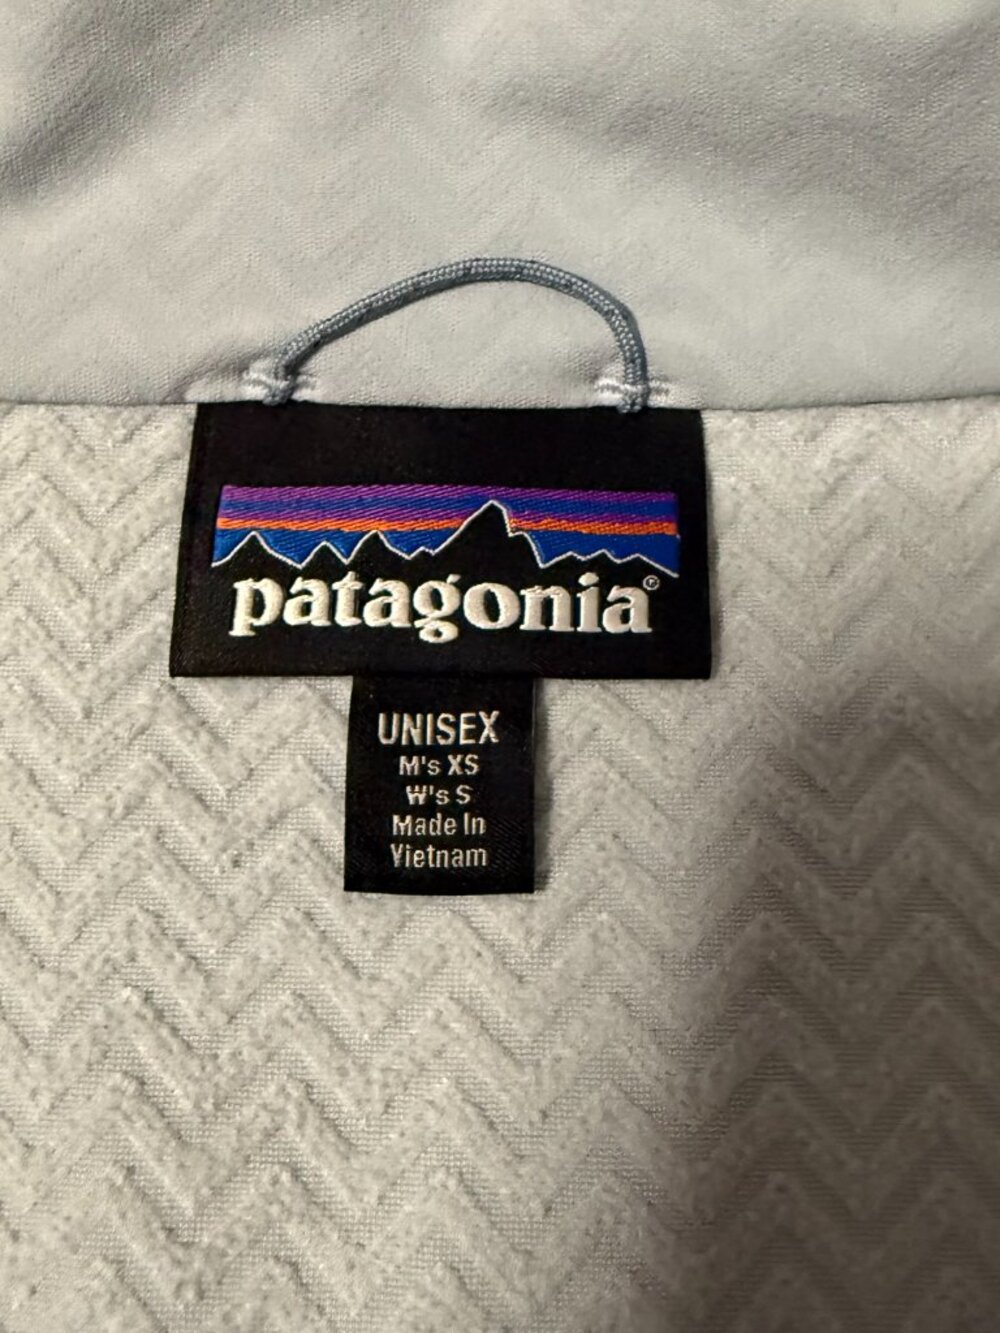 patagonia®
UNISEX
M's XS
W's S
Made In
Vietnam